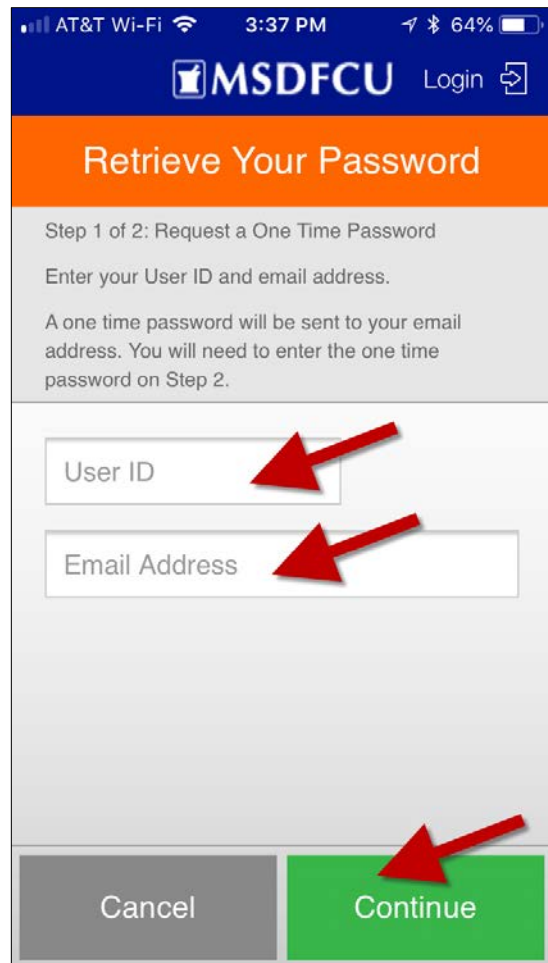 AT&T Wi-Fi 3:37 PM 64%
MSDFCU Login
Retrieve Your Password
Step 1 of 2: Request a One Time Password
Enter your User ID and email address.
A one time password will be sent to your email
address. You will need to enter the one time
password on Step 2.
User ID
Email Address
Cancel Continue